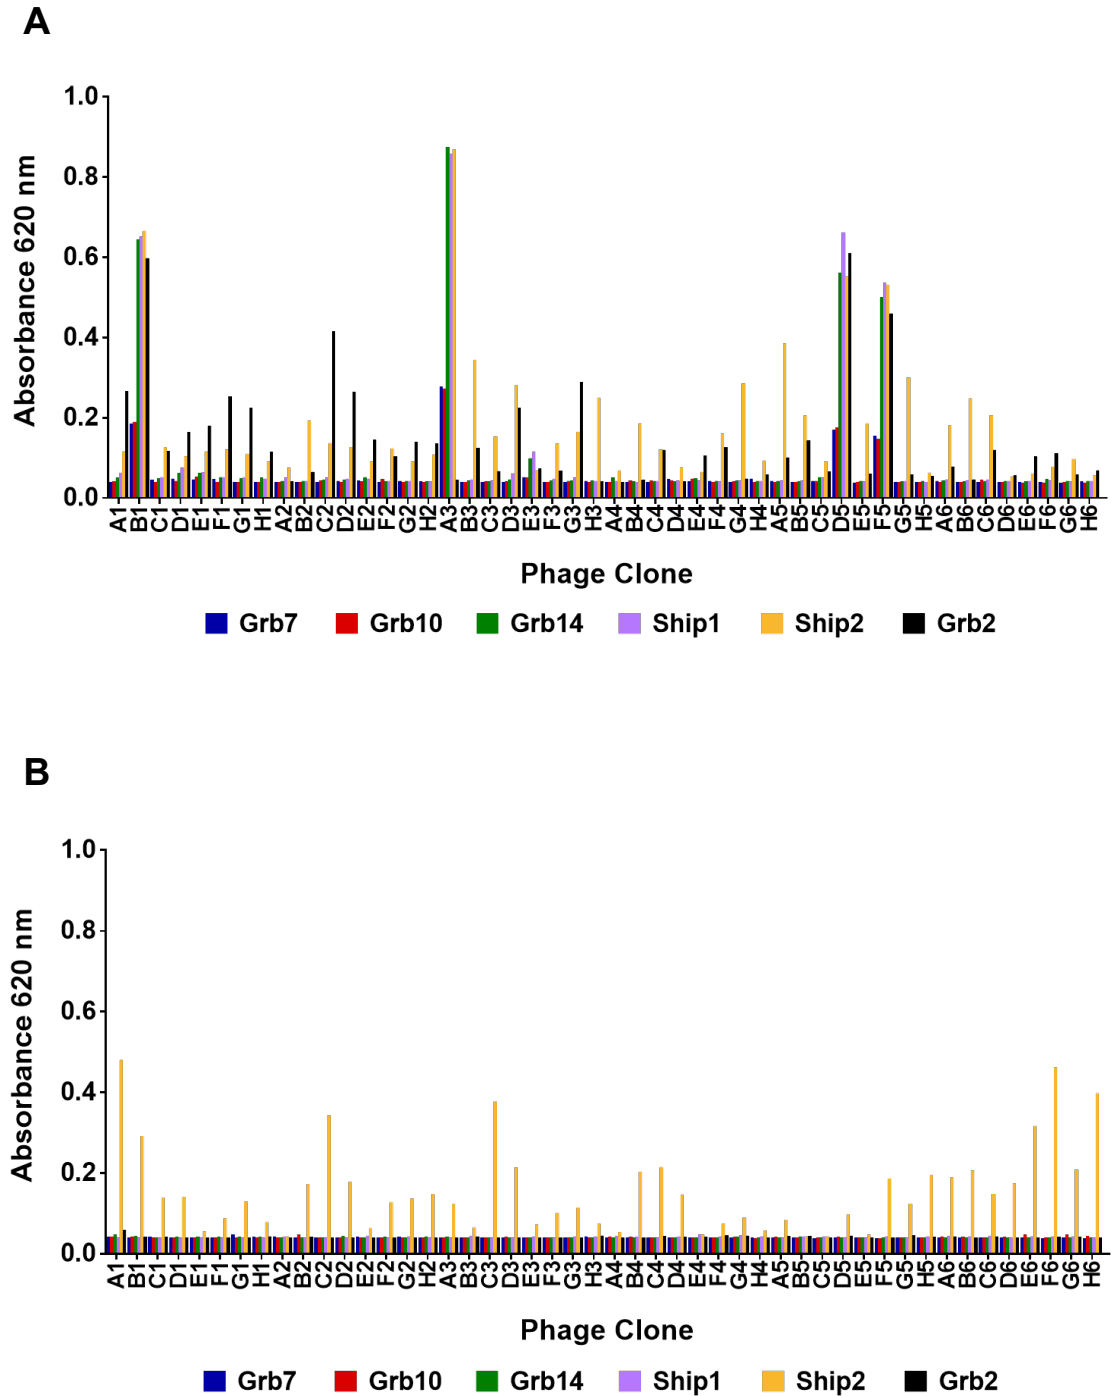 A
1.0
0.8
0.6
0.4
0.2
0.0
Absorbance 620 nm
A1 B1 C1 D1 E1 F1 G1 H1 A2 B2 C2 D2 E2 F2 G2 H2 A3 B3 C3 D3 E3 F3 G3 H3 A4 B4 C4 D4 E4 F4 G4 H4 A5 B5 C5 D5 E5 F5 G5 H5 A6 B6 C6 D6 E6 F6 G6 H6
Phage Clone
Grb7 Grb10 Grb14 Ship1 Ship2 Grb2
B
1.0
0.8
0.6
0.4
0.2
0.0
Absorbance 620 nm
A1 B1 C1 D1 E1 F1 G1 H1 A2 B2 C2 D2 E2 F2 G2 H2 A3 B3 C3 D3 E3 F3 G3 H3 A4 B4 C4 D4 E4 F4 G4 H4 A5 B5 C5 D5 E5 F5 G5 H5 A6 B6 C6 D6 E6 F6 G6 H6
Phage Clone
Grb7 Grb10 Grb14 Ship1 Ship2 Grb2